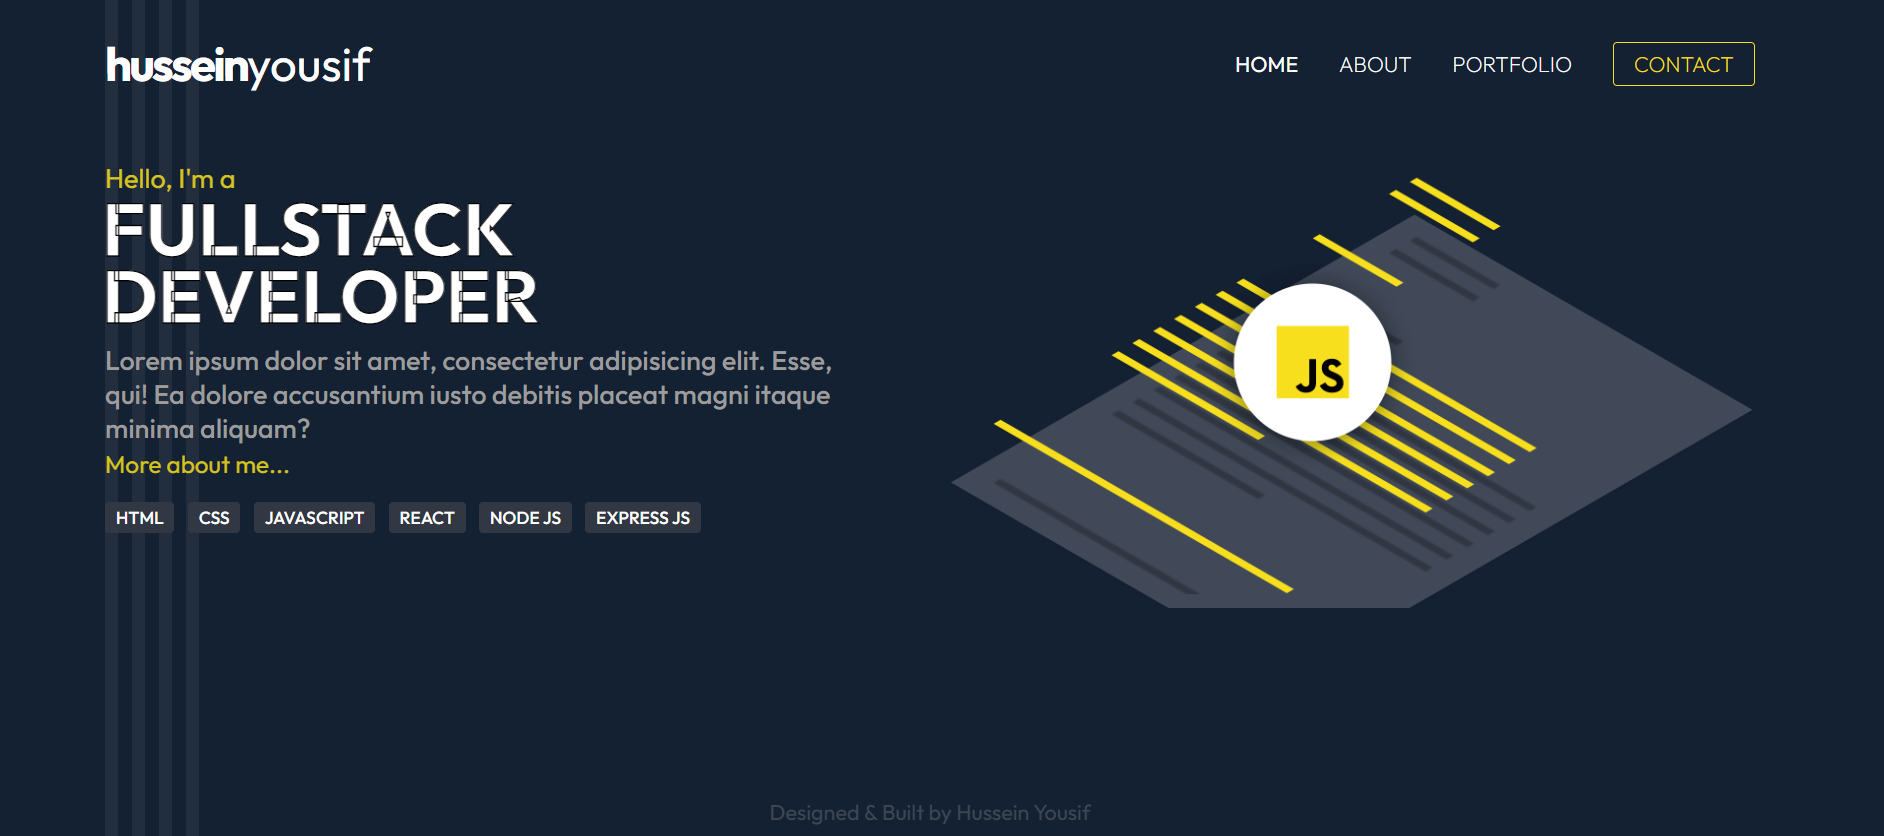 husseinyousif
HOME ABOUT PORTFOLIO CONTACT
Hello, I'm a
FULLSTACK
DEVELOPER
Lorem ipsum dolor sit amet, consectetur adipisicing elit. Esse,
qui! Ea dolore accusantium iusto debitis placeat magni itaque
minima aliquam?
More about me...
HTML CSS JAVASCRIPT REACT NODE JS EXPRESS JS
JS
Designed & Built by Hussein Yousif